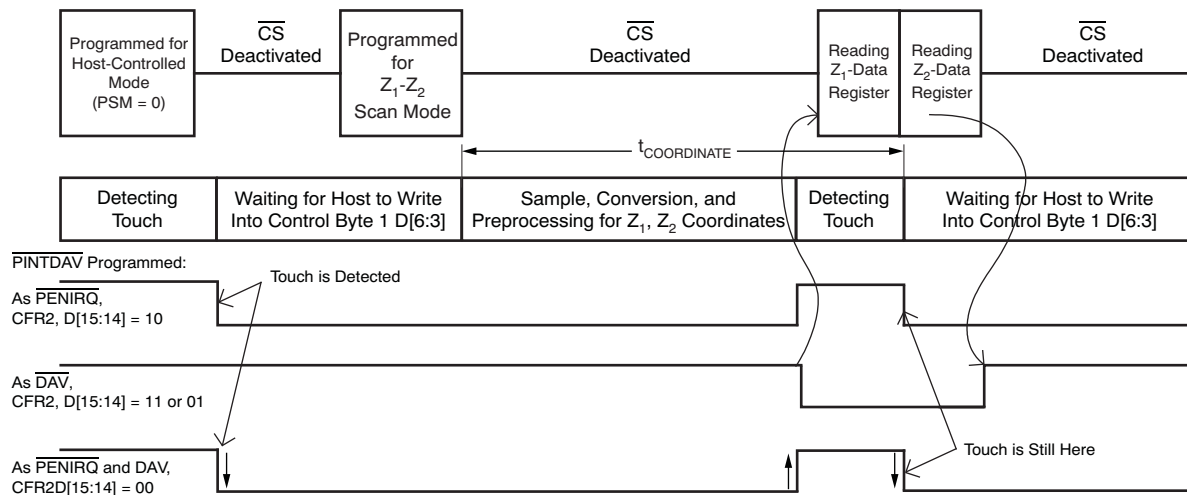 Programmed for
Host-Controlled
Mode
(PSM = 0)
CS
Deactivated
Programmed
for
Z1-Z2
Scan Mode
CS
Deactivated
Reading
Z1-Data
Register
Reading
Z2-Data
Register
CS
Deactivated
tCOORDINATE
Detecting
Touch
Waiting for Host to Write
Into Control Byte 1 D[6:3]
Sample, Conversion, and
Preprocessing for Z1, Z2 Coordinates
Detecting
Touch
Waiting for Host to Write
Into Control Byte 1 D[6:3]
PINTDAV Programmed:
Touch is Detected
As PENIRQ,
CFR2, D[15:14] = 10
As DAV,
CFR2, D[15:14] = 11 or 01
Touch is Still Here
As PENIRQ and DAV,
CFR2D[15:14] = 00